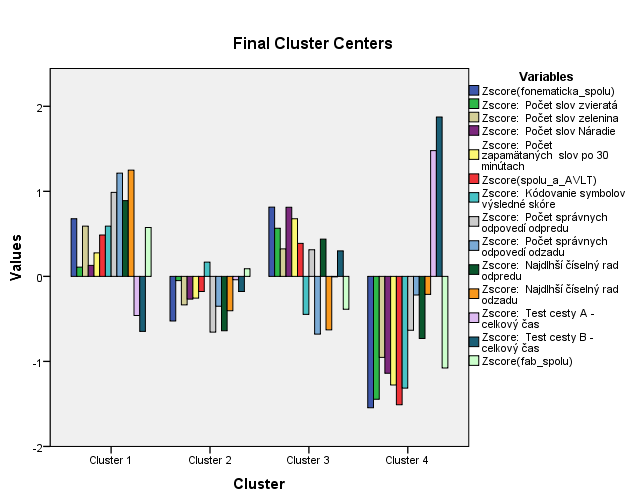 Final Cluster Centers
Values
2
1
0
-1
-2
Cluster 1
Cluster 2
Cluster 3
Cluster 4
Cluster
Variables
Zscore(fonematicka_spolu)
Zscore: Počet slov zvieratá
Zscore: Počet slov zelenina
Zscore: Počet slov Náradie
Zscore: Počet
zapamätaných slov po 30
minútach
Zscore(spolu_a_AVLT)
Zscore: Kódovanie symbolov
výsledné skóre
Zscore: Počet správnych
odpovedí odpredu
Zscore: Počet správnych
odpovedí odzadu
Zscore: Najdlhší číselný rad
odpredu
Zscore: Najdlhší číselný rad
odzadu
Zscore: Test cesty A -
celkový čas
Zscore: Test cesty B -
celkový čas
Zscore(fab_spolu)